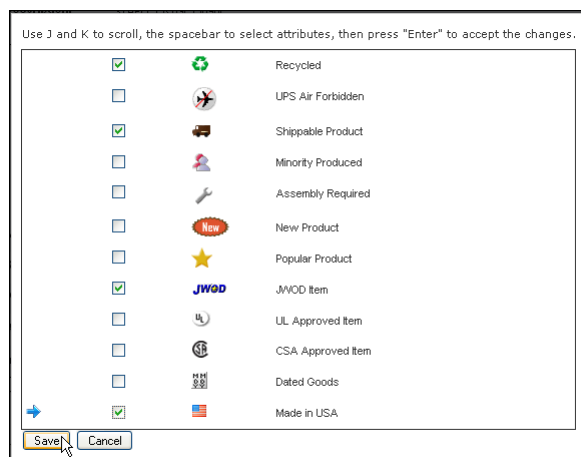 Use J and K to scroll, the spacebar to select attributes, then press "Enter" to accept the changes.
Recycled
UPS Air Forbidden
Shippable Product
Minority Produced
Assembly Required
New New Product
Popular Product
JWOD JWOD Item
UL UL Approved Item
CSA Approved Item
Dated Goods
Made in USA
Save Cancel